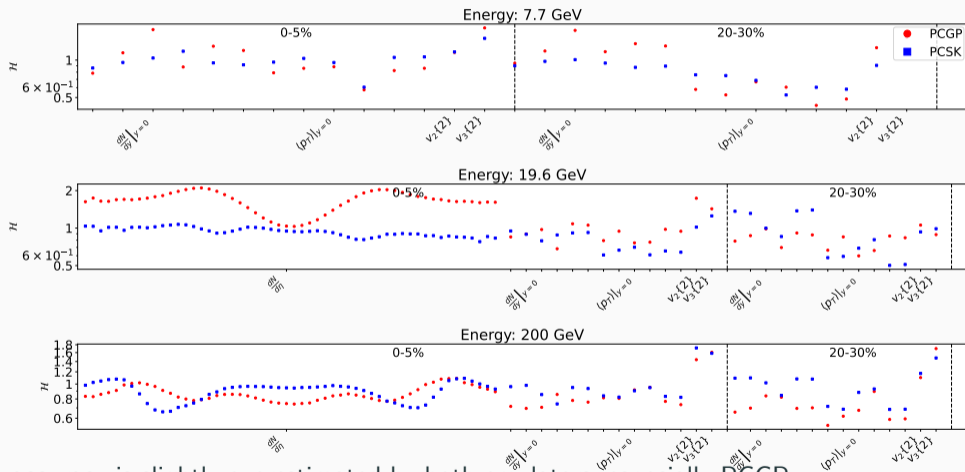 Energy: 7.7 GeV
0-5%
20-30%
PCGP
PCSK
ℋ
1
6 × 10⁻¹
0.5
dN/dy|y=0
⟨pT⟩|y=0
v₂{2}
v₃{2}
dN/dy|y=0
⟨pT⟩|y=0
v₂{2}
v₃{2}
Energy: 19.6 GeV
0-5%
20-30%
ℋ
2
1
6 × 10⁻¹
0.5
dN/dη
dN/dy|y=0
⟨pT⟩|y=0
v₂{2}
v₃{2}
dN/dy|y=0
⟨pT⟩|y=0
v₂{2}
v₃{2}
Energy: 200 GeV
0-5%
20-30%
ℋ
1.8
1.6
1.4
1.2
1
0.8
0.6
dN/dη
dN/dy|y=0
⟨pT⟩|y=0
v₂{2}
v₃{2}
dN/dy|y=0
⟨pT⟩|y=0
v₂{2}
v₃{2}